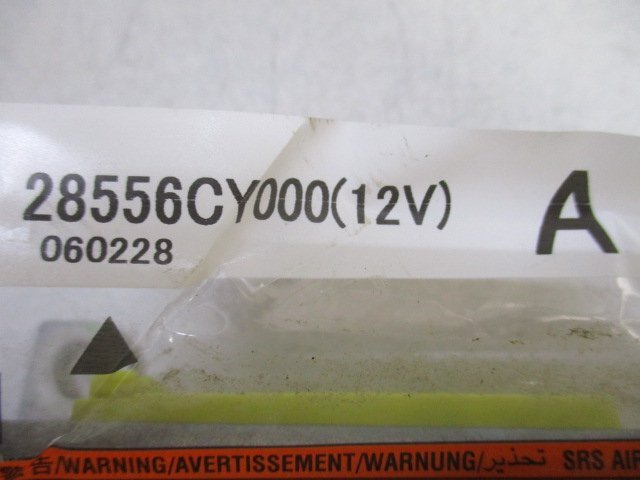 28556CY000(12V) A
060228
告/WARNING/AVERTISSEMENT/WARNUNG/تحذير SRS AIR